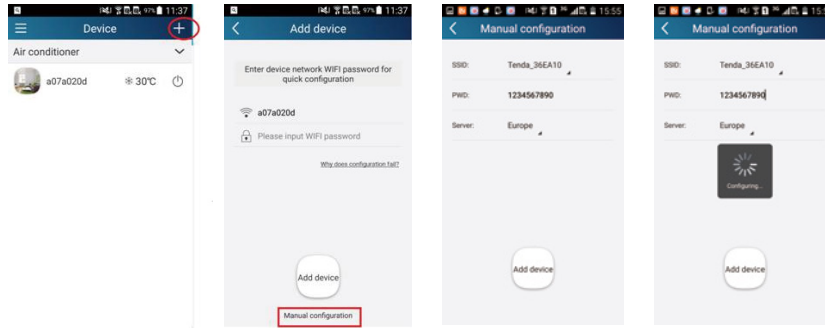 97% 11:37
Device +
Air conditioner
a07a020d 30℃
97% 11:37
Add device
Enter device network WIFI password for
quick configuration
a07a020d
Please input WIFI password
Why does configuration fail?
Add device
Manual configuration
15:55
Manual configuration
SSID: Tenda_36EA10
PWD: 1234567890
Server: Europe
Add device
Manual configuration
SSID: Tenda_36EA10
PWD: 1234567890
Server: Europe
Configuring...
Add device